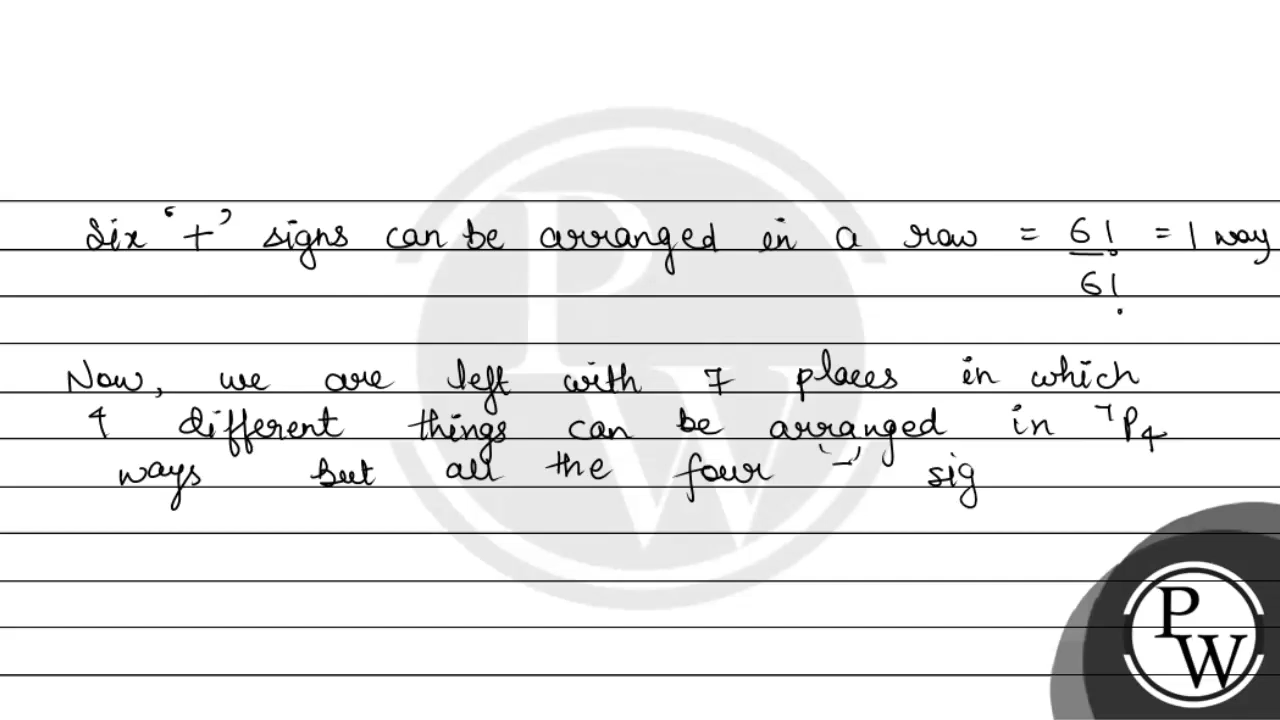 Six '+' signs can be arranged in a row = 6!/6! = 1 way
Now, we are left with 7 places in which
4 different things can be arranged in ⁷P₄
ways but all the four '-' sig
PW
PW